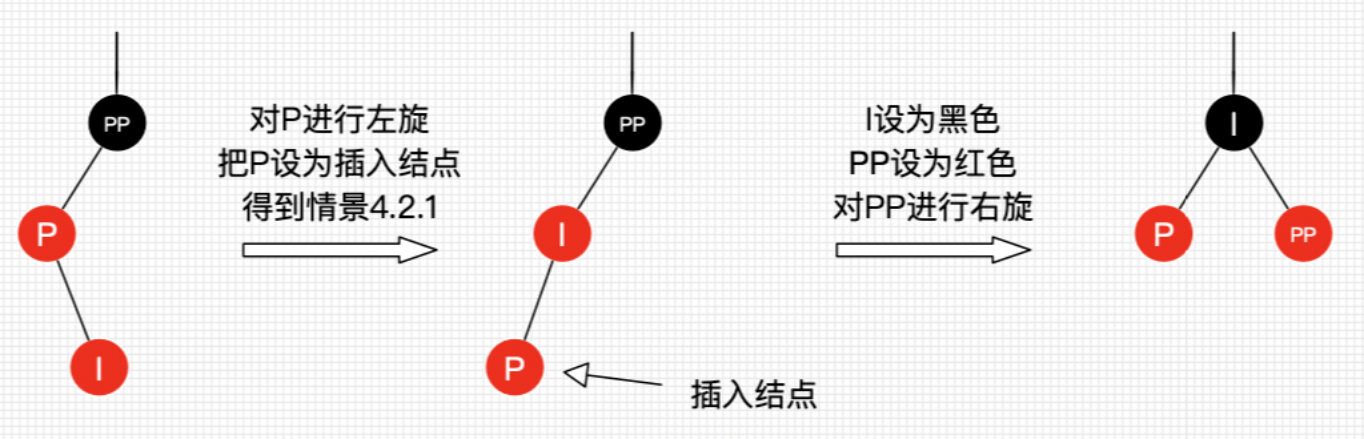 PP
P
I
对P进行左旋
把P设为插入结点
得到情景4.2.1
PP
I
P
插入结点
I设为黑色
PP设为红色
对PP进行右旋
I
P
PP